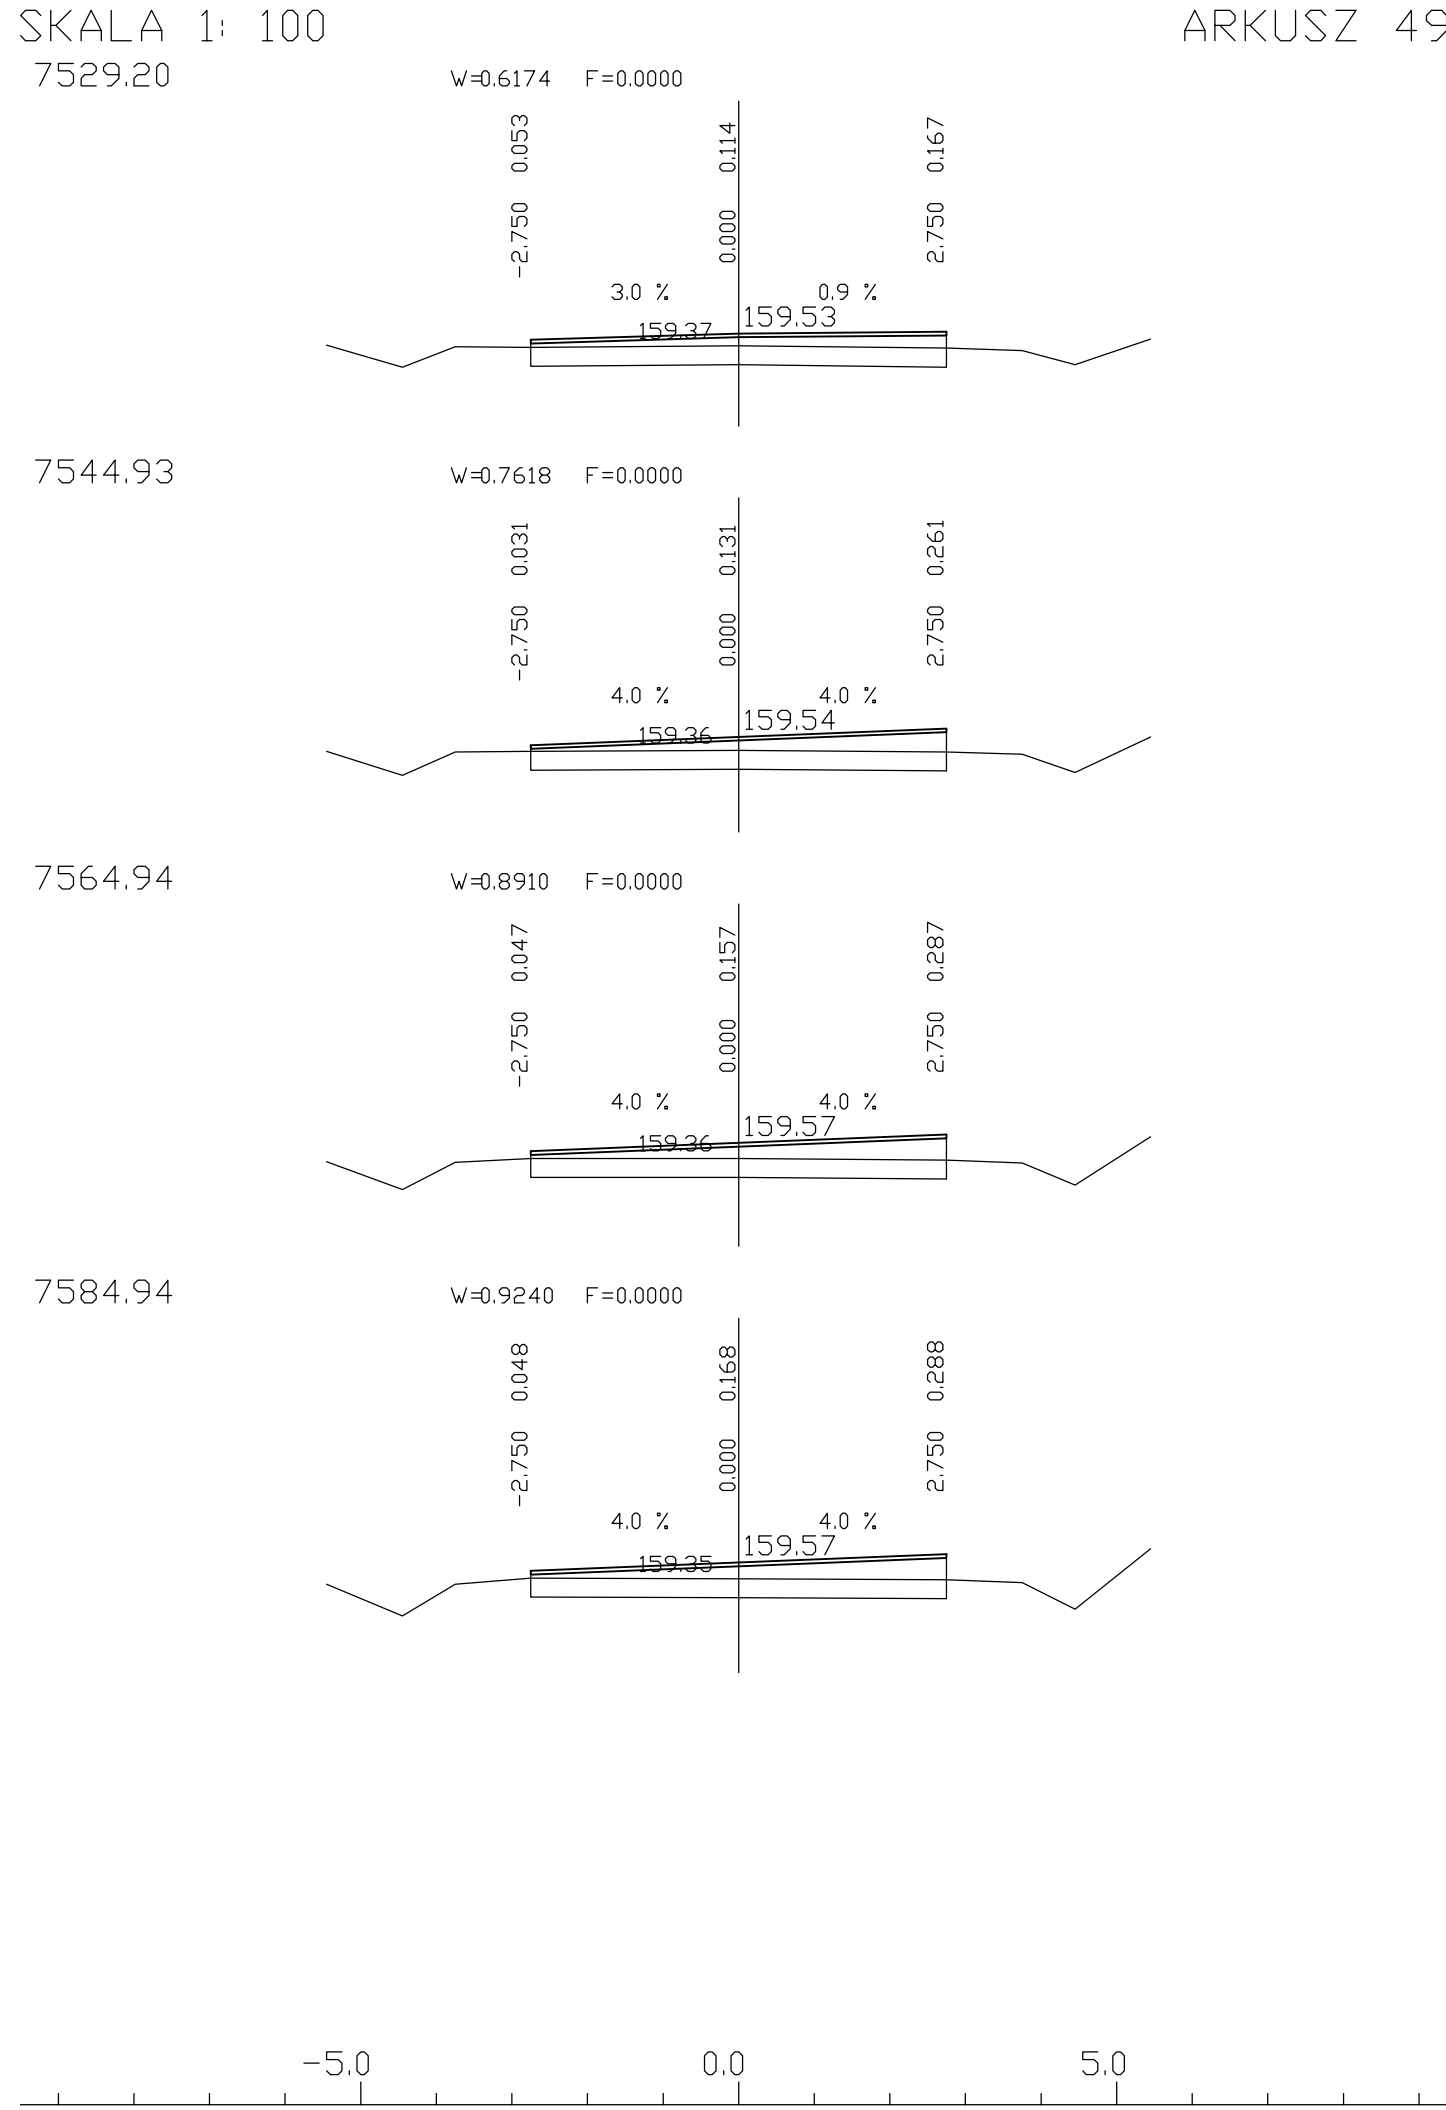 SKALA 1: 100 ARKUSZ 49
7529.20 W=0.6174 F=0.0000
0.053 0.114 0.167
-2.750 0.000 2.750
3.0 % 0.9 %
159.53
159.37
7544.93 W=0.7618 F=0.0000
0.031 0.131 0.261
-2.750 0.000 2.750
4.0 % 4.0 %
159.54
159.36
7564.94 W=0.8910 F=0.0000
0.047 0.157 0.287
-2.750 0.000 2.750
4.0 % 4.0 %
159.57
159.36
7584.94 W=0.9240 F=0.0000
0.048 0.168 0.288
-2.750 0.000 2.750
4.0 % 4.0 %
159.57
159.35
-5.0 0.0 5.0